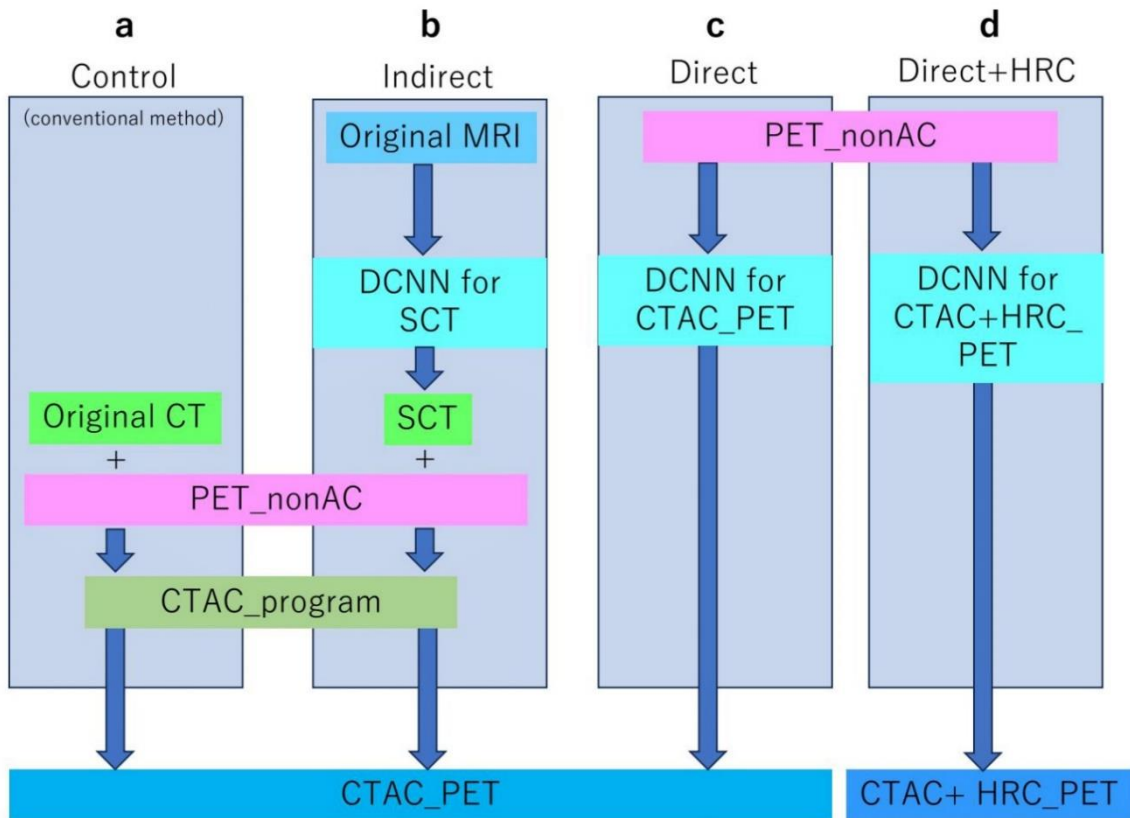 a
b
c
d
Control
Indirect
Direct
Direct+HRC
(conventional method)
Original MRI
PET_nonAC
DCNN for
SCT
DCNN for
CTAC_PET
DCNN for
CTAC+HRC_
PET
Original CT
SCT
+
+
PET_nonAC
CTAC_program
CTAC_PET
CTAC+ HRC_PET